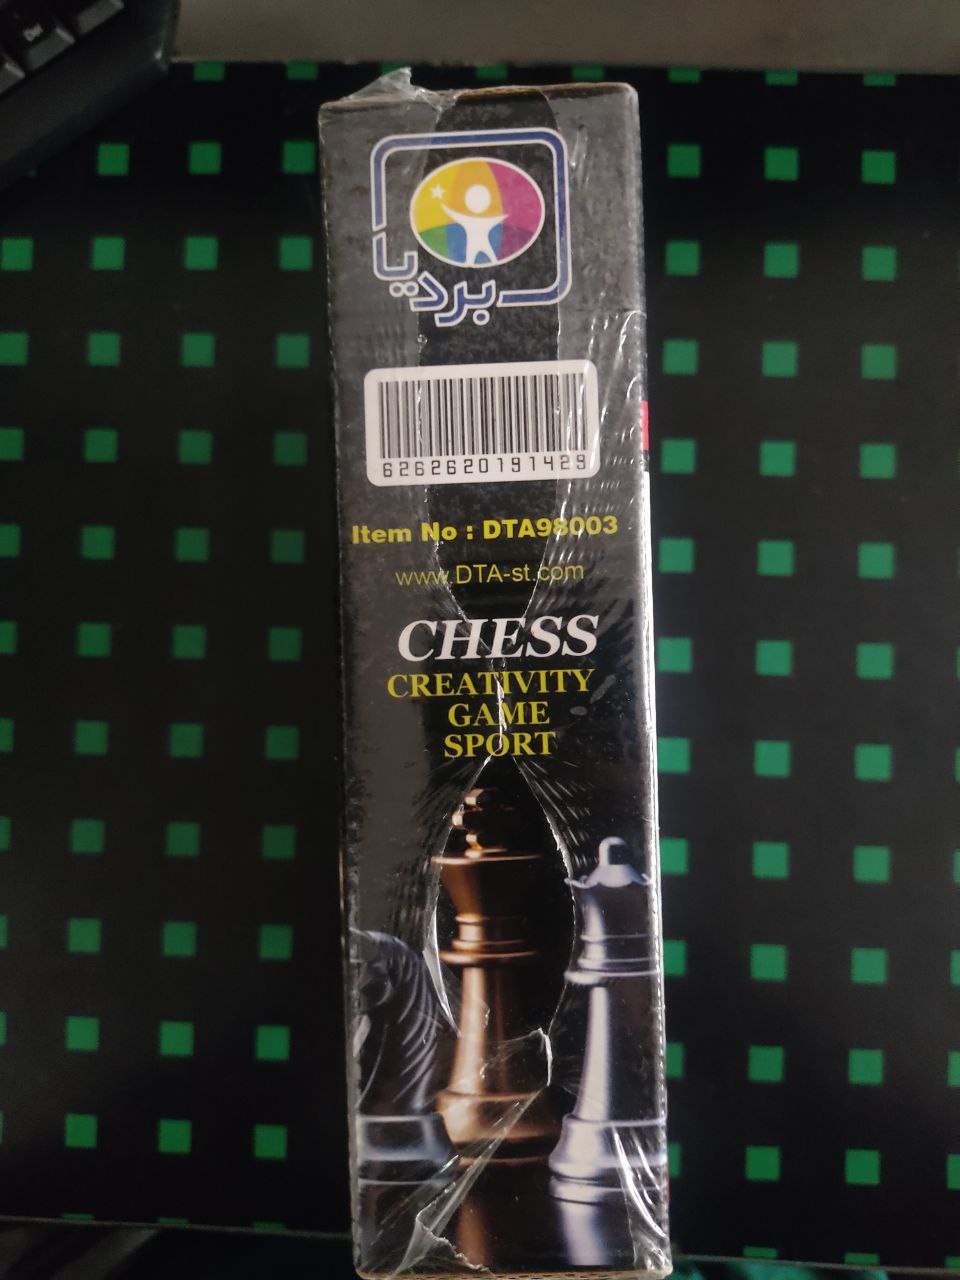 بردیا
6262620191429
Item No : DTA98003
www.DTA-st.com
CHESS
CREATIVITY
GAME
SPORT